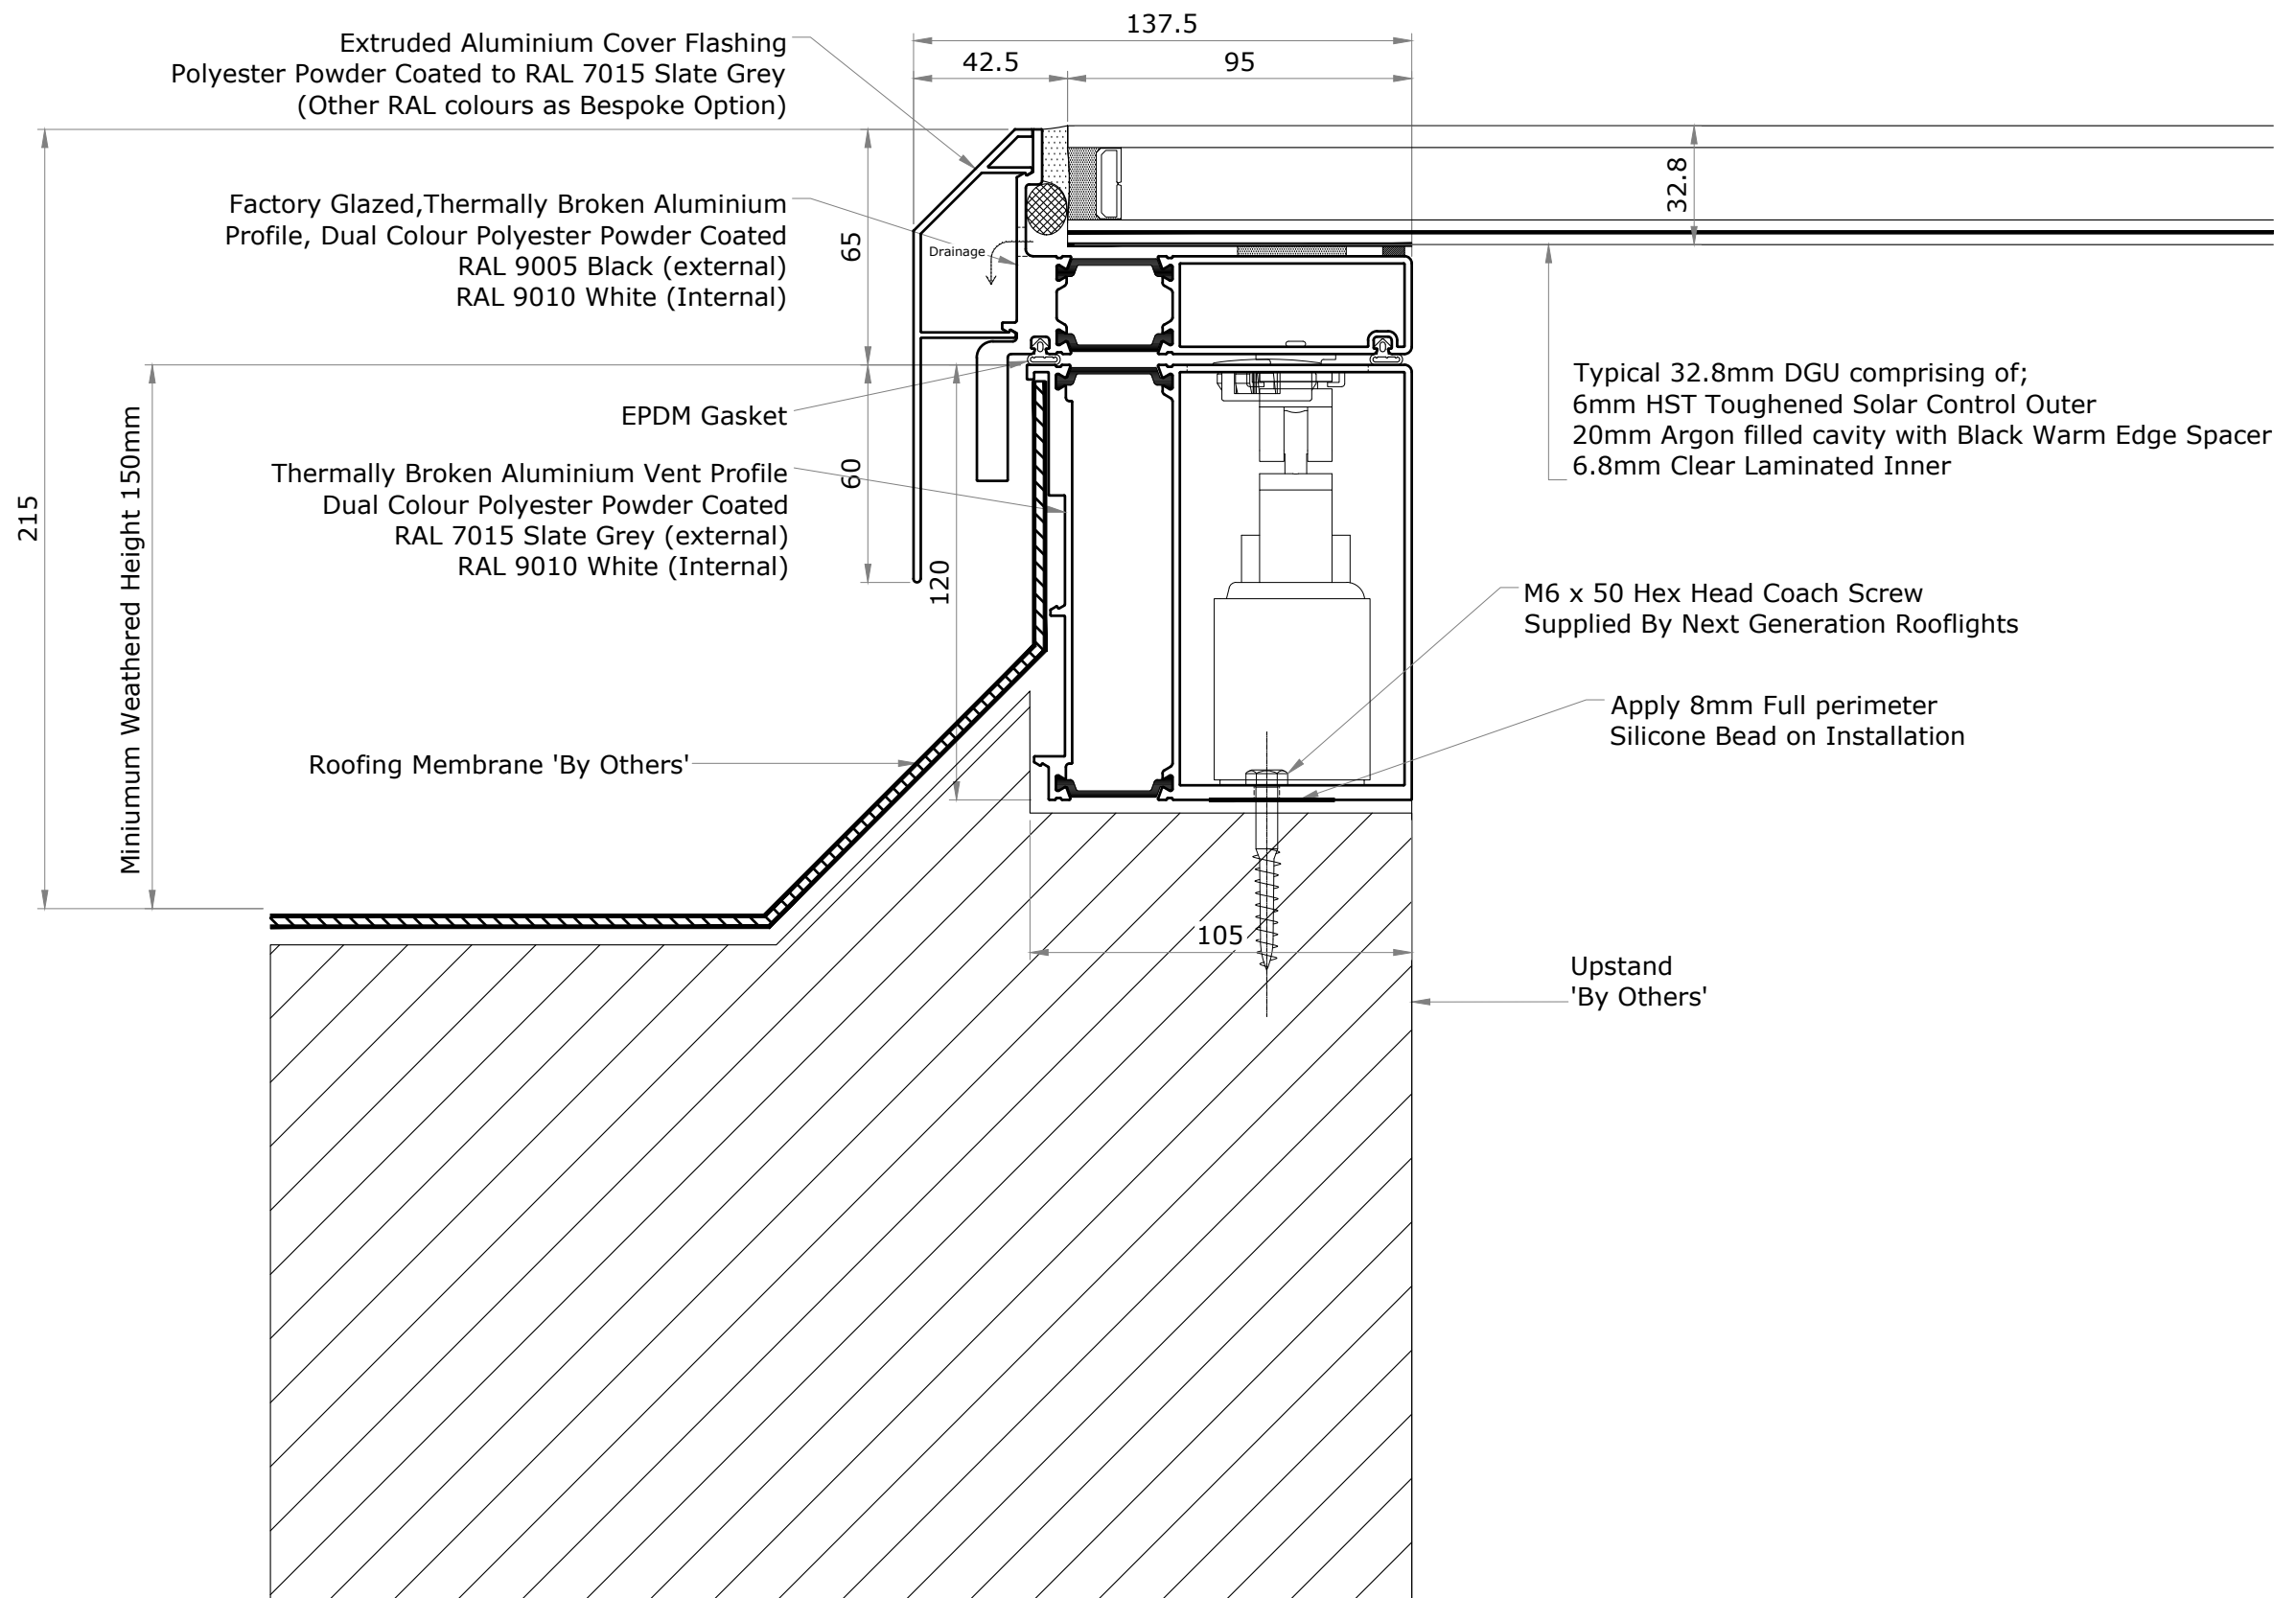 137.5
42.5
95
Extruded Aluminium Cover Flashing
Polyester Powder Coated to RAL 7015 Slate Grey
(Other RAL colours as Bespoke Option)
32.8
Factory Glazed,Thermally Broken Aluminium
Profile, Dual Colour Polyester Powder Coated
RAL 9005 Black (external)
RAL 9010 White (Internal)
65
Drainage
Typical 32.8mm DGU comprising of;
6mm HST Toughened Solar Control Outer
20mm Argon filled cavity with Black Warm Edge Spacer
6.8mm Clear Laminated Inner
EPDM Gasket
Thermally Broken Aluminium Vent Profile
Dual Colour Polyester Powder Coated
RAL 7015 Slate Grey (external)
RAL 9010 White (Internal)
60
215
Miniumum Weathered Height 150mm
120
M6 x 50 Hex Head Coach Screw
Supplied By Next Generation Rooflights
Apply 8mm Full perimeter
Silicone Bead on Installation
Roofing Membrane 'By Others'
105
Upstand
'By Others'